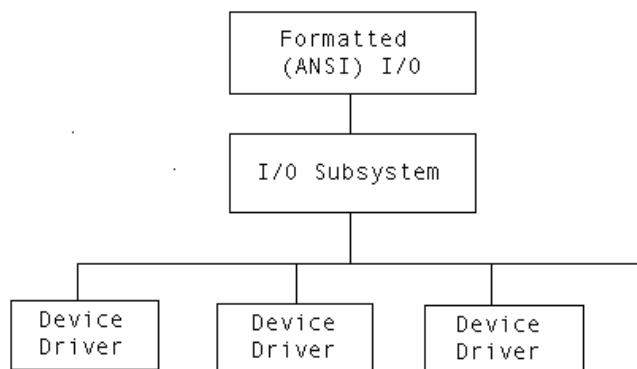 Formatted
(ANSI) I/O
I/O Subsystem
Device
Driver
Device
Driver
Device
Driver